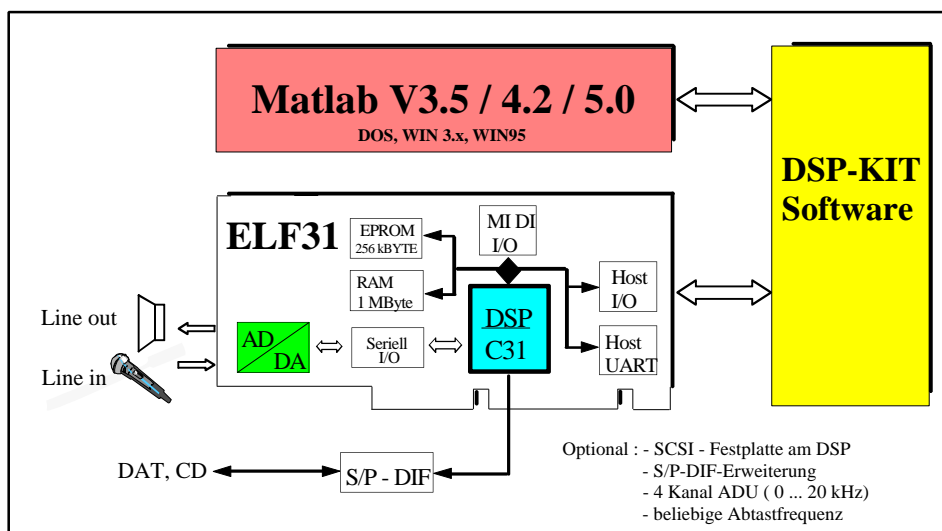 Matlab V3.5 / 4.2 / 5.0
DOS, WIN 3.x, WIN95
DSP-KIT
Software
ELF31
EPROM
256 kBYTE
MI DI
I/O
RAM
1 MByte
Host
I/O
Line out
AD
DA
Seriell
I/O
DSP
C31
Host
UART
Line in
DAT, CD
S/P - DIF
Optional : - SCSI - Festplatte am DSP
- S/P-DIF-Erweiterung
- 4 Kanal ADU ( 0 ... 20 kHz)
- beliebige Abtastfrequenz